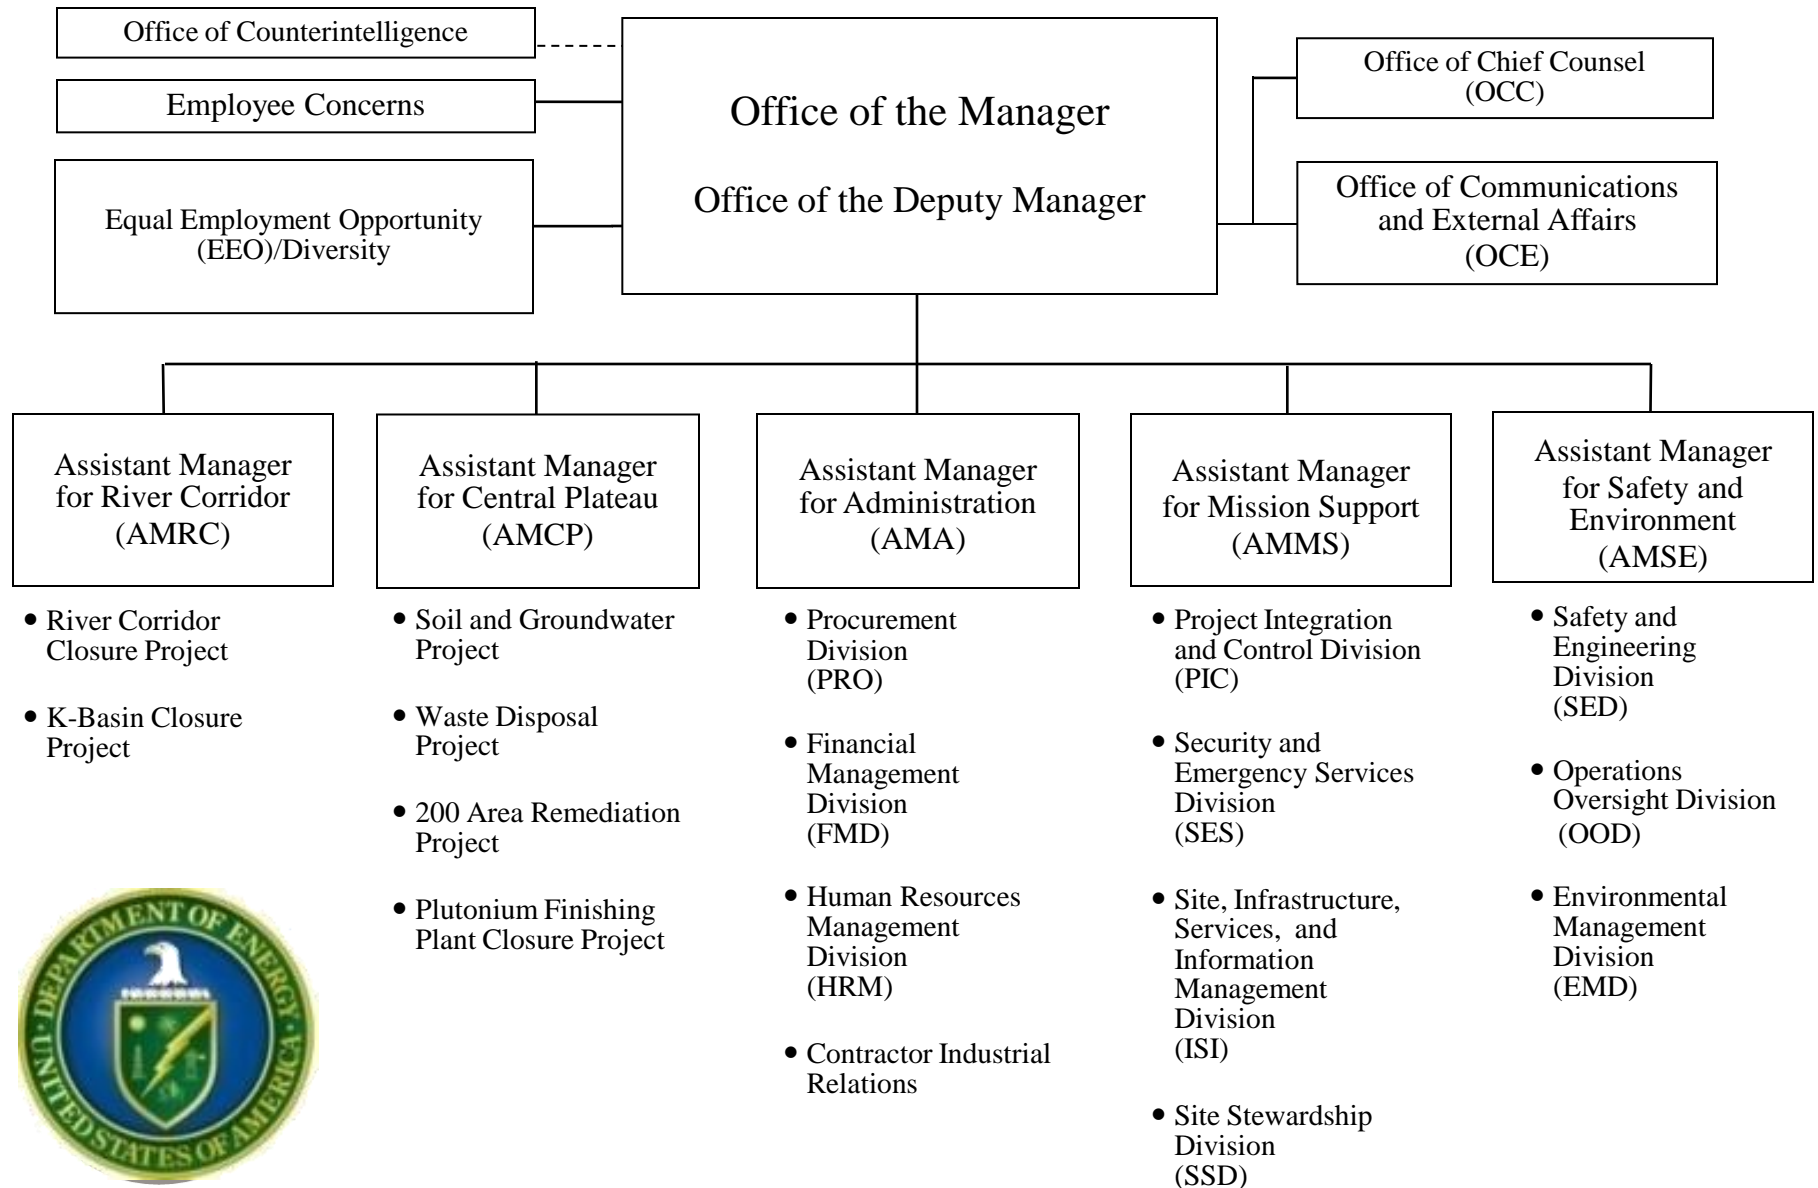 Office of Counterintelligence
Employee Concerns
Equal Employment Opportunity
(EEO)/Diversity
Office of the Manager
Office of the Deputy Manager
Office of Chief Counsel
(OCC)
Office of Communications
and External Affairs
(OCE)
Assistant Manager
for River Corridor
(AMRC)
• River Corridor
Closure Project
• K-Basin Closure
Project
Assistant Manager
for Central Plateau
(AMCP)
• Soil and Groundwater
Project
• Waste Disposal
Project
• 200 Area Remediation
Project
• Plutonium Finishing
Plant Closure Project
Assistant Manager
for Administration
(AMA)
• Procurement
Division
(PRO)
• Financial
Management
Division
(FMD)
• Human Resources
Management
Division
(HRM)
• Contractor Industrial
Relations
Assistant Manager
for Mission Support
(AMMS)
• Project Integration
and Control Division
(PIC)
• Security and
Emergency Services
Division
(SES)
• Site, Infrastructure,
Services, and
Information
Management
Division
(ISI)
• Site Stewardship
Division
(SSD)
Assistant Manager
for Safety and
Environment
(AMSE)
• Safety and
Engineering
Division
(SED)
• Operations
Oversight Division
(OOD)
• Environmental
Management
Division
(EMD)
DEPARTMENT OF ENERGY
UNITED STATES OF AMERICA